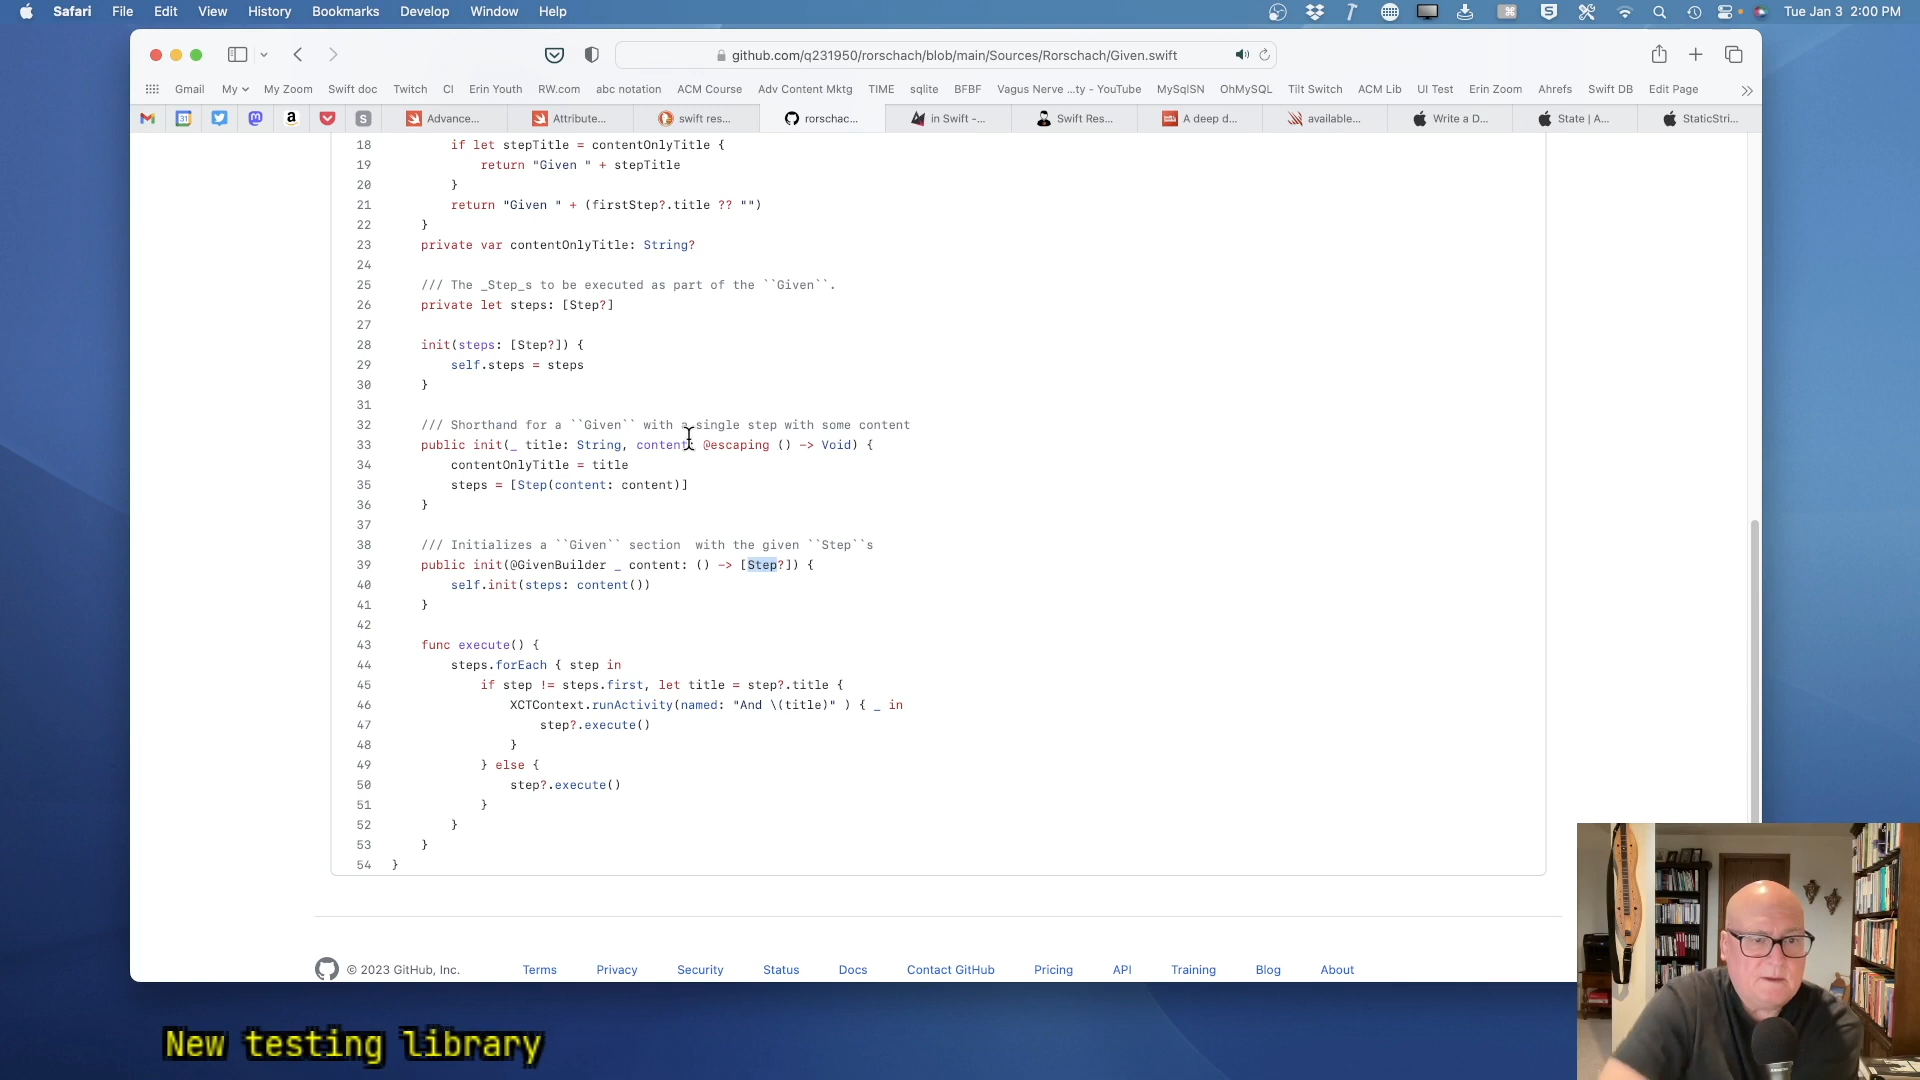 Safari File Edit View History Bookmarks Develop Window Help Tue Jan 3 2:00 PM
github.com/q231950/rorschach/blob/main/Sources/Rorschach/Given.swift
Gmail My My Zoom Swift doc Twitch CI Erin Youth RW.com abc notation ACM Course Adv Content Mktg TIME sqlite BFBF Vagus Nerve ...ty - YouTube MySqlSN OhMySQL Tilt Switch ACM Lib UI Test Erin Zoom Ahrefs Swift DB Edit Page
31 a S Advance... Attribute... swift res... rorschac... in Swift -... Swift Res... A deep d... available... Write a D... State | A... StaticStri...
18 if let stepTitle = contentOnlyTitle {
19 return "Given " + stepTitle
20 }
21 return "Given " + (firstStep?.title ?? "")
22 }
23 private var contentOnlyTitle: String?
24
25 /// The _Step_s to be executed as part of the ``Given``.
26 private let steps: [Step?]
27
28 init(steps: [Step?]) {
29 self.steps = steps
30 }
31
32 /// Shorthand for a ``Given`` with a single step with some content
33 public init(_ title: String, content: @escaping () -> Void) {
34 contentOnlyTitle = title
35 steps = [Step(content: content)]
36 }
37
38 /// Initializes a ``Given`` section  with the given ``Step``s
39 public init(@GivenBuilder _ content: () -> [Step?]) {
40 self.init(steps: content())
41 }
42
43 func execute() {
44 steps.forEach { step in
45 if step != steps.first, let title = step?.title {
46 XCTContext.runActivity(named: "And \(title)" ) { _ in
47 step?.execute()
48 }
49 } else {
50 step?.execute()
51 }
52 }
53 }
54 }
© 2023 GitHub, Inc. Terms Privacy Security Status Docs Contact GitHub Pricing API Training Blog About
New testing library